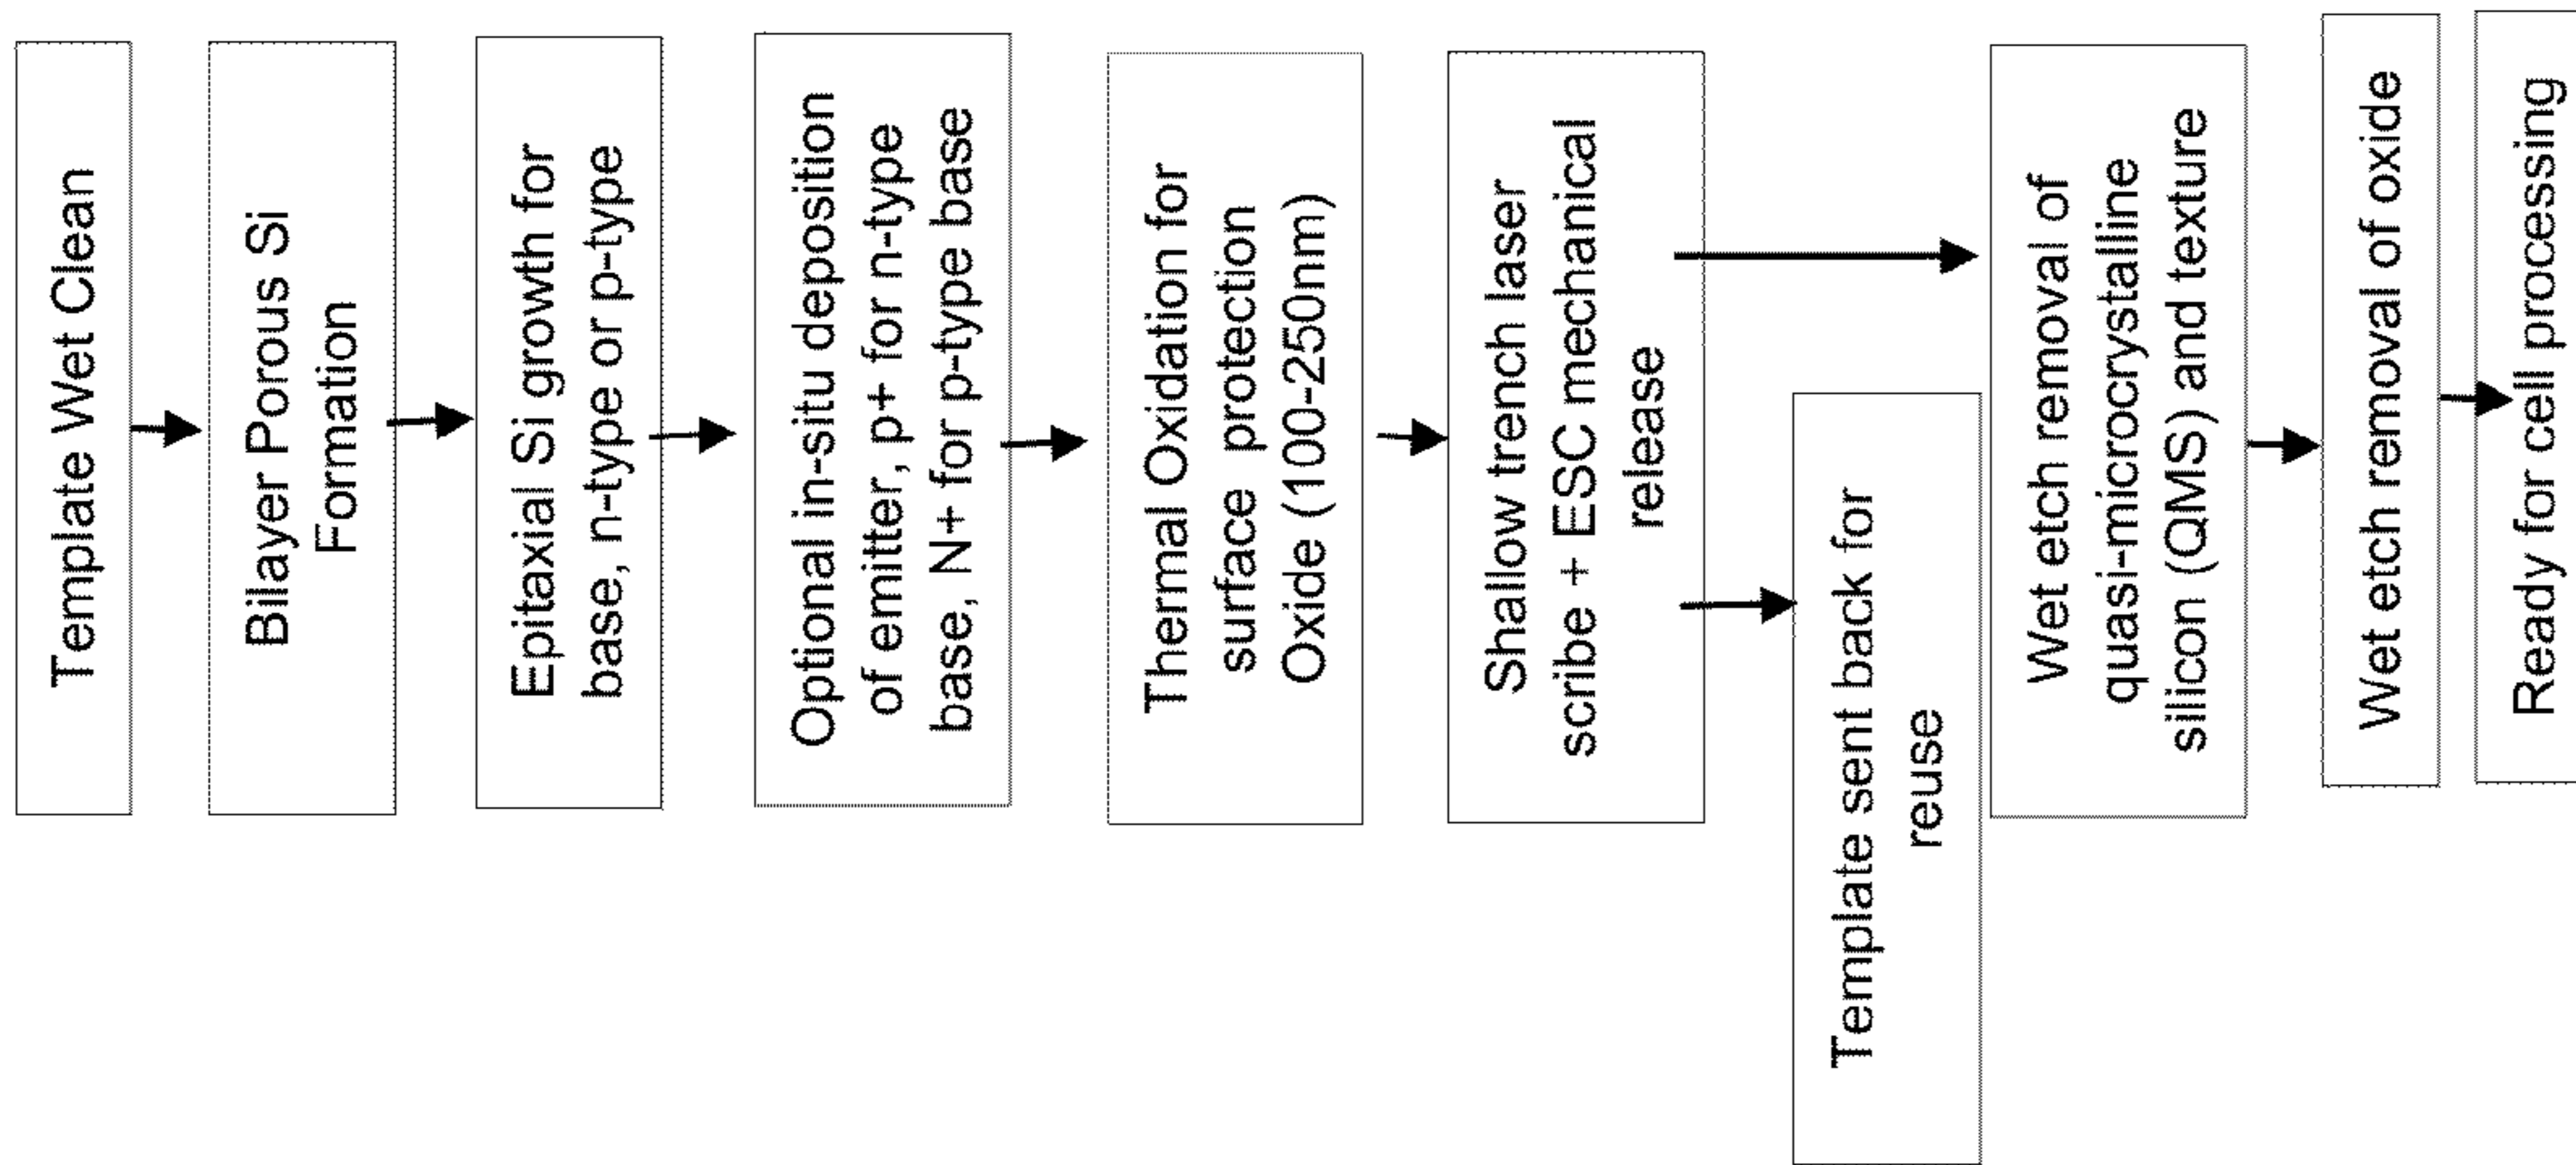 Template Wet Clean
Bilayer Porous Si
Formation
Epitaxial Si growth for
base, n-type or p-type
Optional in-situ deposition
of emitter, p+ for n-type
base, N+ for p-type base
Thermal Oxidation for
surface protection
Oxide (100-250nm)
Shallow trench laser
scribe + ESC mechanical
release
Template sent back for
reuse
Wet etch removal of
quasi-microcrystalline
silicon (QMS) and texture
Wet etch removal of oxide
Ready for cell processing